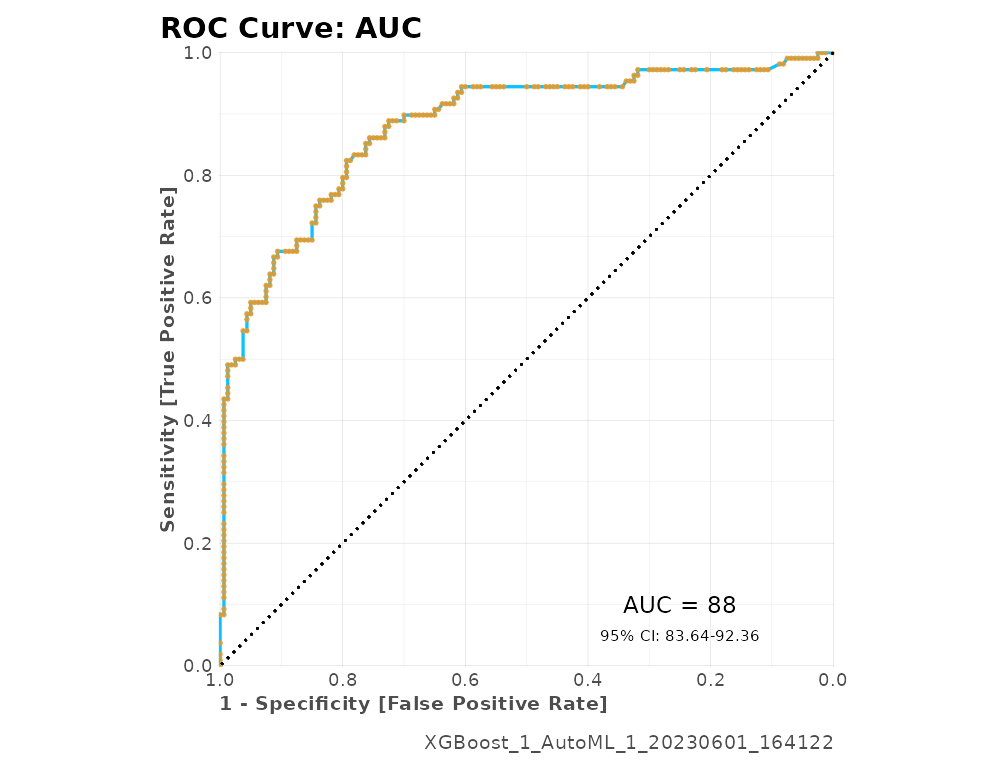 ROC Curve: AUC
Sensitivity [True Positive Rate]
1.0
0.8
0.6
0.4
0.2
0.0
AUC = 88
95% CI: 83.64-92.36
1.0 0.8 0.6 0.4 0.2 0.0
1 - Specificity [False Positive Rate]
XGBoost_1_AutoML_1_20230601_164122